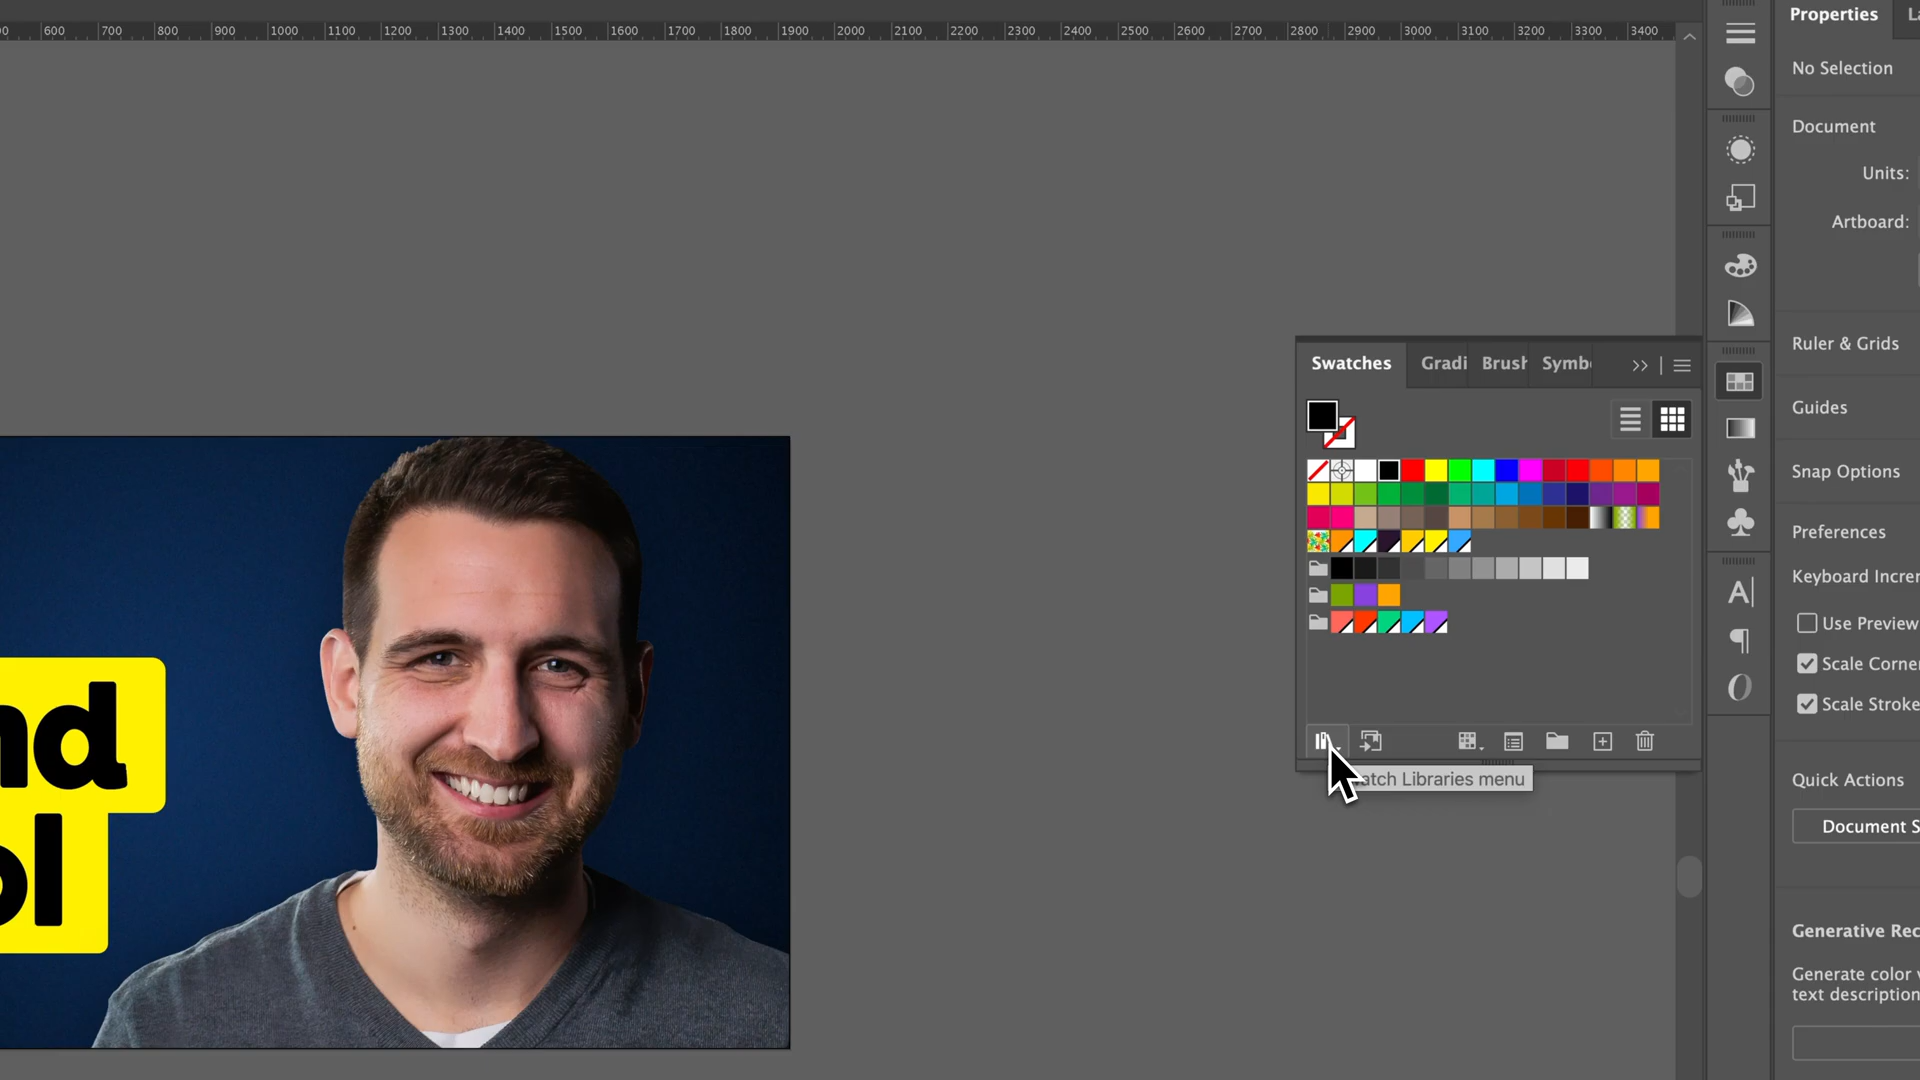 600 700 800 900 1000 1100 1200 1300 1400 1500 1600 1700 1800 1900 2000 2100 2200 2300 2400 2500 2600 2700 2800 2900 3000 3100 3200 3300 3400
Properties
No Selection
Document
Units:
Artboard:
Ruler & Grids
Guides
Snap Options
Preferences
Keyboard Incre
Use Preview
Scale Corne
Scale Stroke
Quick Actions
Document S
Generative Rec
Generate color
text description
Swatches Gradi Brush Symb
atch Libraries menu
nd
ol